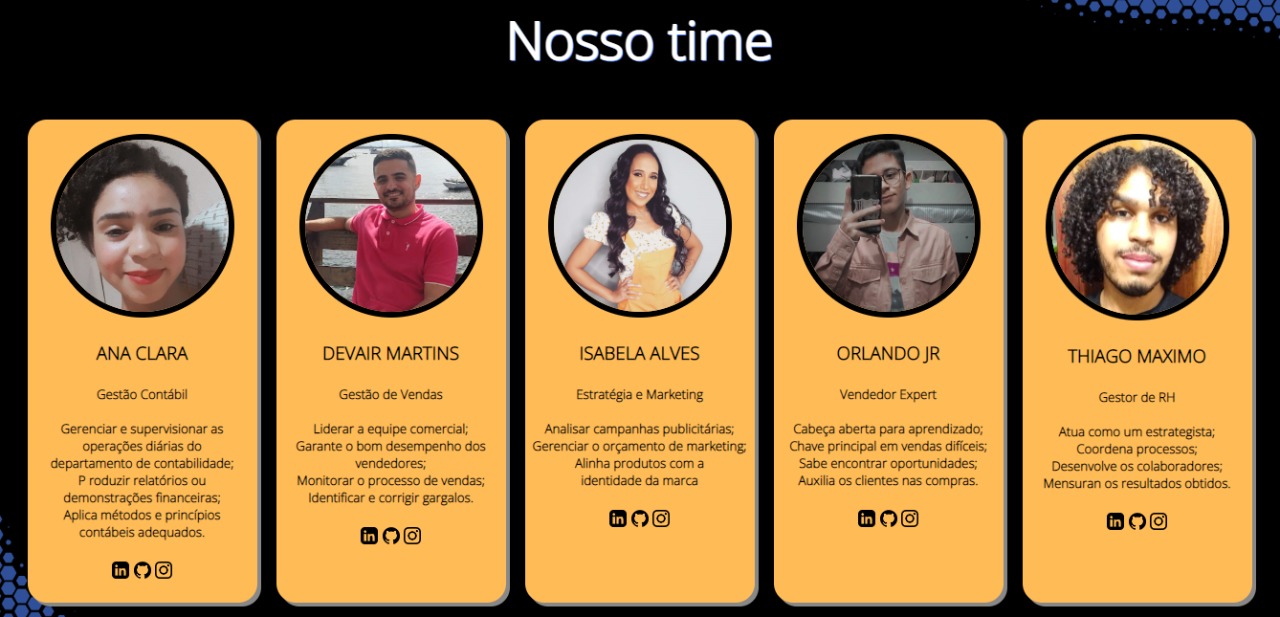 Nosso time
ANA CLARA
Gestão Contábil
Gerenciar e supervisionar as
operações diárias do
departamento de contabilidade;
P roduzir relatórios ou
demonstrações financeiras;
Aplica métodos e princípios
contábeis adequados.
in
DEVAIR MARTINS
Gestão de Vendas
Liderar a equipe comercial;
Garante o bom desempenho dos
vendedores;
Monitorar o processo de vendas;
Identificar e corrigir gargalos.
in
ISABELA ALVES
Estratégia e Marketing
Analisar campanhas publicitárias;
Gerenciar o orçamento de marketing;
Alinha produtos com a
identidade da marca
in
ORLANDO JR
Vendedor Expert
Cabeça aberta para aprendizado;
Chave principal em vendas difíceis;
Sabe encontrar oportunidades;
Auxilia os clientes nas compras.
in
THIAGO MAXIMO
Gestor de RH
Atua como um estrategista;
Coordena processos;
Desenvolve os colaboradores;
Mensuran os resultados obtidos.
in